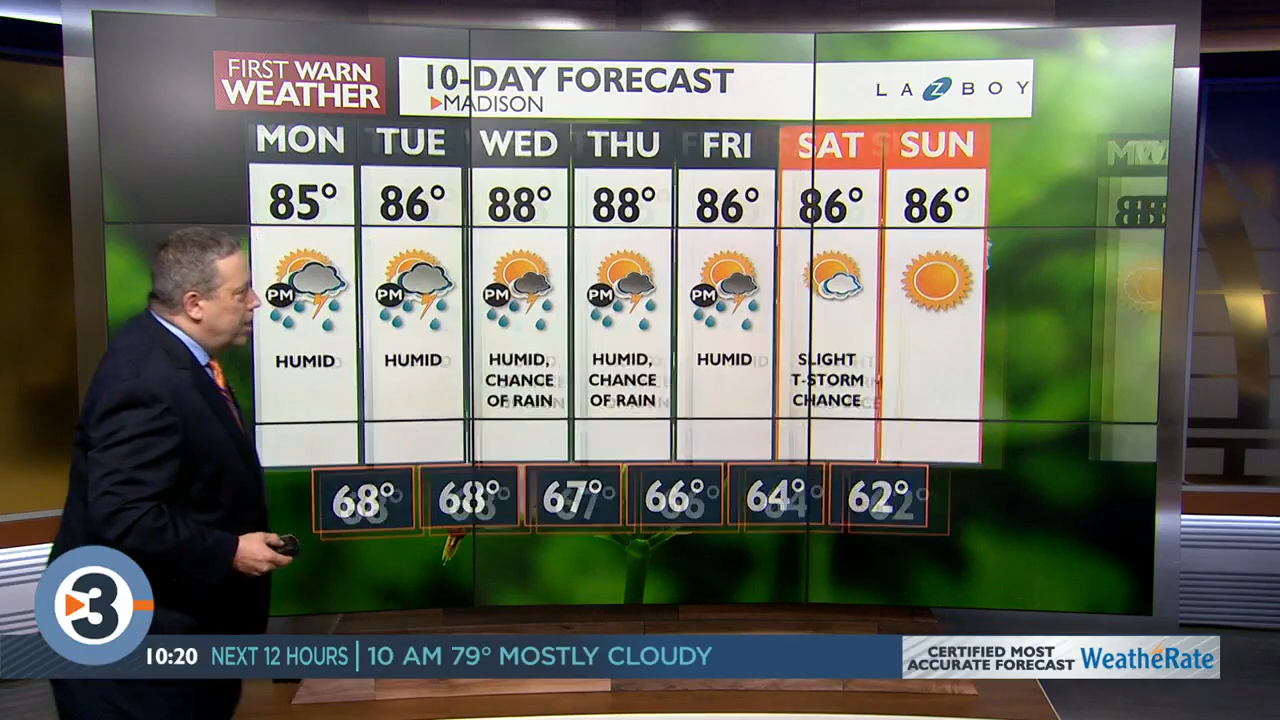 FIRST WARN
WEATHER
10-DAY FORECAST
MADISON
LA Z BOY
MON TUE WED THU FRI SAT SUN
85° 86° 88° 88° 86° 86° 86°
PM PM PM PM PM
HUMID
HUMID
HUMID,
CHANCE
OF RAIN
HUMID,
CHANCE
OF RAIN
HUMID
SLIGHT
T-STORM
CHANCE
68° 68° 67° 66° 64° 62°
3
10:20 NEXT 12 HOURS | 10 AM 79° MOSTLY CLOUDY
CERTIFIED MOST
ACCURATE FORECAST
WeatheRate